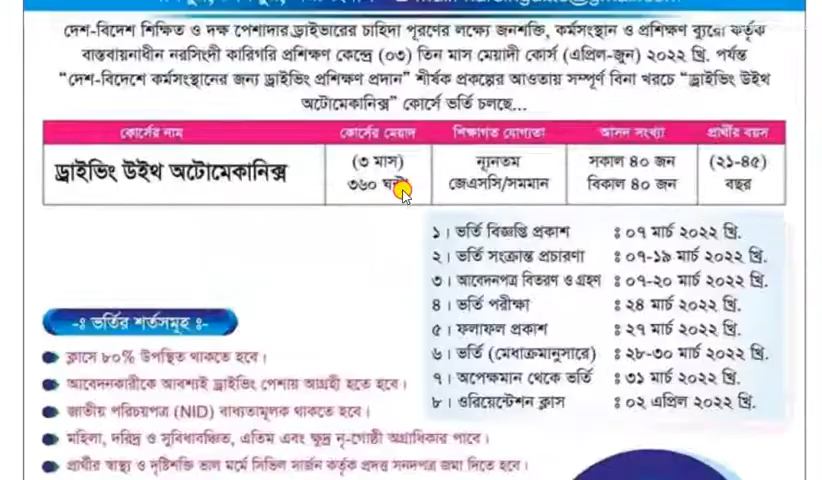 দেশ-বিদেশ শিক্ষিত ও দক্ষ পেশাদার ড্রাইভারের চাহিদা পূরণের লক্ষ্যে জনশক্তি, কর্মসংস্থান ও প্রশিক্ষণ ব্যুরো কর্তৃক
বাস্তবায়নাধীন নরসিংদী কারিগরি প্রশিক্ষণ কেন্দ্রে (০৩) তিন মাস মেয়াদী কোর্স (এপ্রিল-জুন) ২০২২ খ্রি. পর্যন্ত
“দেশ-বিদেশে কর্মসংস্থানের জন্য ড্রাইভিং প্রশিক্ষণ প্রদান” শীর্ষক প্রকল্পের আওতায় সম্পূর্ণ বিনা খরচে “ড্রাইভিং উইথ
অটোমেকানিক্স” কোর্সে ভর্তি চলছে...
কোর্সের নাম কোর্সের মেয়াদ শিক্ষাগত যোগ্যতা আসন সংখ্যা প্রার্থীর বয়স
ড্রাইভিং উইথ অটোমেকানিক্স (৩ মাস) ন্যূনতম সকাল ৪০ জন (২১-৪৫)
৩৬০ ঘন্টা জেএসসি/সমমান বিকাল ৪০ জন বছর
১। ভর্তি বিজ্ঞপ্তি প্রকাশ ঃ ০৭ মার্চ ২০২২ খ্রি.
২। ভর্তি সংক্রান্ত প্রচারণা ঃ ০৭-১৯ মার্চ ২০২২ খ্রি.
৩। আবেদনপত্র বিতরণ ও গ্রহণ ঃ ০৭-২০ মার্চ ২০২২ খ্রি.
৪। ভর্তি পরীক্ষা ঃ ২৪ মার্চ ২০২২ খ্রি.
৫। ফলাফল প্রকাশ ঃ ২৭ মার্চ ২০২২ খ্রি.
৬। ভর্তি (মেধাক্রমানুসারে) ঃ ২৮-৩০ মার্চ ২০২২ খ্রি.
৭। অপেক্ষমান থেকে ভর্তি ঃ ৩১ মার্চ ২০২২ খ্রি.
৮। ওরিয়েন্টেশন ক্লাস ঃ ০২ এপ্রিল ২০২২ খ্রি.
-ঃ ভর্তির শর্তসমূহ ঃ-
ক্লাসে ৮০% উপস্থিত থাকতে হবে।
আবেদনকারীকে আবশ্যই ড্রাইভিং পেশায় আগ্রহী হতে হবে।
জাতীয় পরিচয়পত্র (NID) বাধ্যতামূলক থাকতে হবে।
মহিলা, দরিদ্র ও সুবিধাবঞ্চিত, এতিম এবং ক্ষুদ্র নৃ-গোষ্ঠী অগ্রাধিকার পাবে।
প্রার্থীর স্বাস্থ্য ও দৃষ্টিশক্তি ভাল মর্মে সিভিল সার্জন কর্তৃক প্রদত্ত সনদপত্র জমা দিতে হবে।